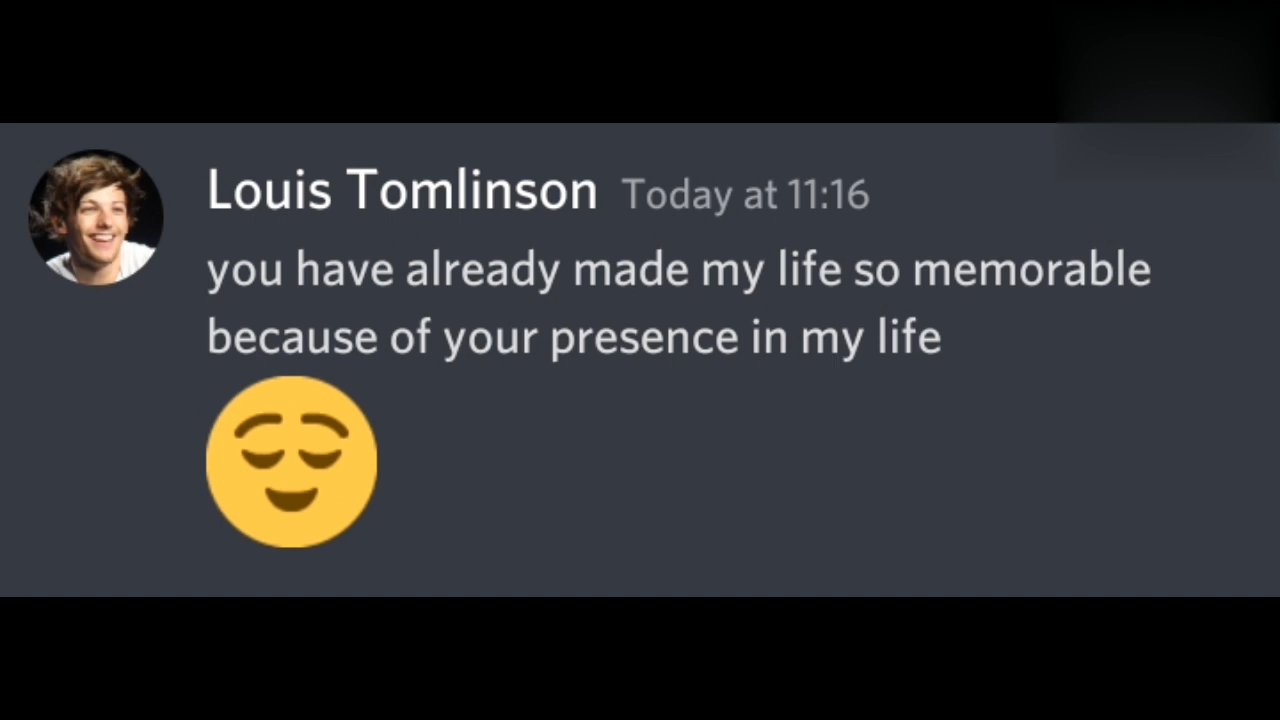 Louis Tomlinson Today at 11:16
you have already made my life so memorable
because of your presence in my life